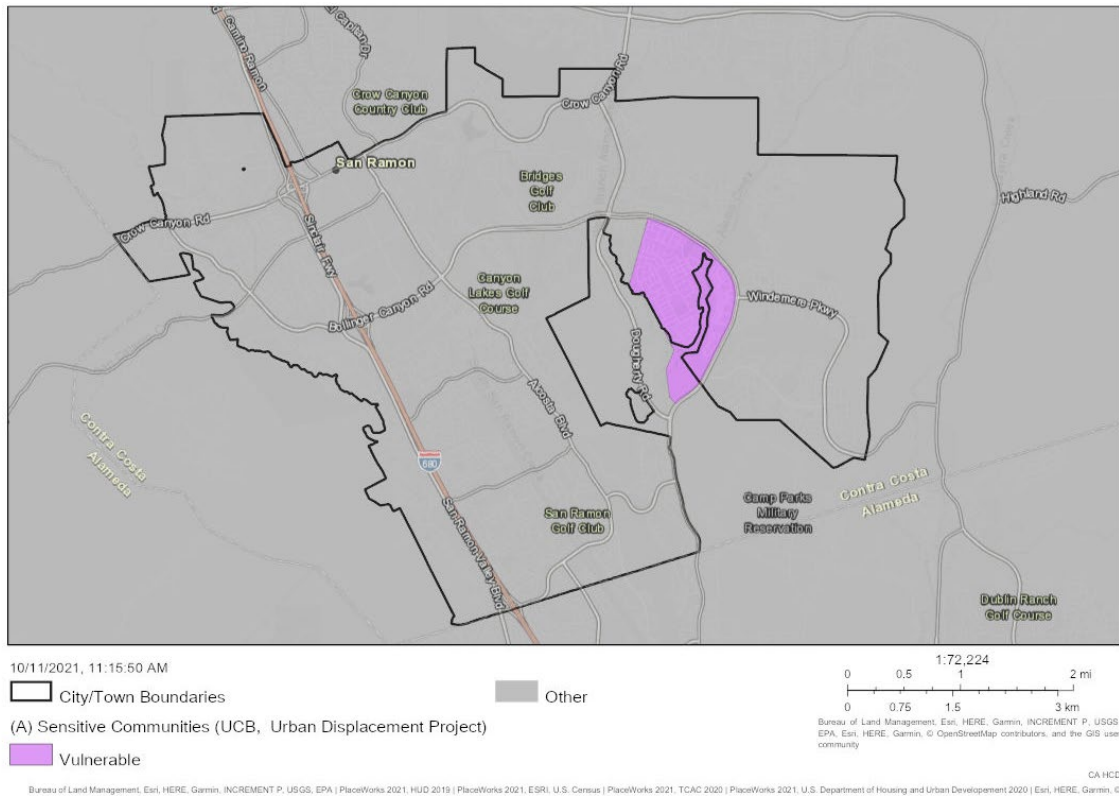 Camino Ramon
Crow Canyon
Country Club
Crow Canyon Rd
San Ramon
Bridges
Golf
Club
Highland Rd
Crow Canyon Rd
Sinclair Fwy
Canyon
Lakes Golf
Course
Bollinger Canyon Rd
Windemere Pkwy
Dougherty Rd
Alcosta Blvd
Contra Costa
Alameda
680
San Ramon Valley Blvd
San Ramon
Golf Club
Camp Parks
Military
Reservation
Contra Costa
Alameda
Dublin Ranch
Golf Course
10/11/2021, 11:15:50 AM
City/Town Boundaries
Other
(A) Sensitive Communities (UCB, Urban Displacement Project)
Vulnerable
1:72,224
0 0.5 1 2 mi
0 0.75 1.5 3 km
Bureau of Land Management, Esri, HERE, Garmin, INCREMENT P, USGS,
EPA, Esri, HERE, Garmin, © OpenStreetMap contributors, and the GIS user
community
CA HCD
Bureau of Land Management, Esri, HERE, Garmin, INCREMENT P, USGS, EPA | PlaceWorks 2021, HUD 2019 | PlaceWorks 2021, ESRI, U.S. Census | PlaceWorks 2021, TCAC 2020 | PlaceWorks 2021, U.S. Department of Housing and Urban Developement 2020 | Esri, HERE, Garmin, ©